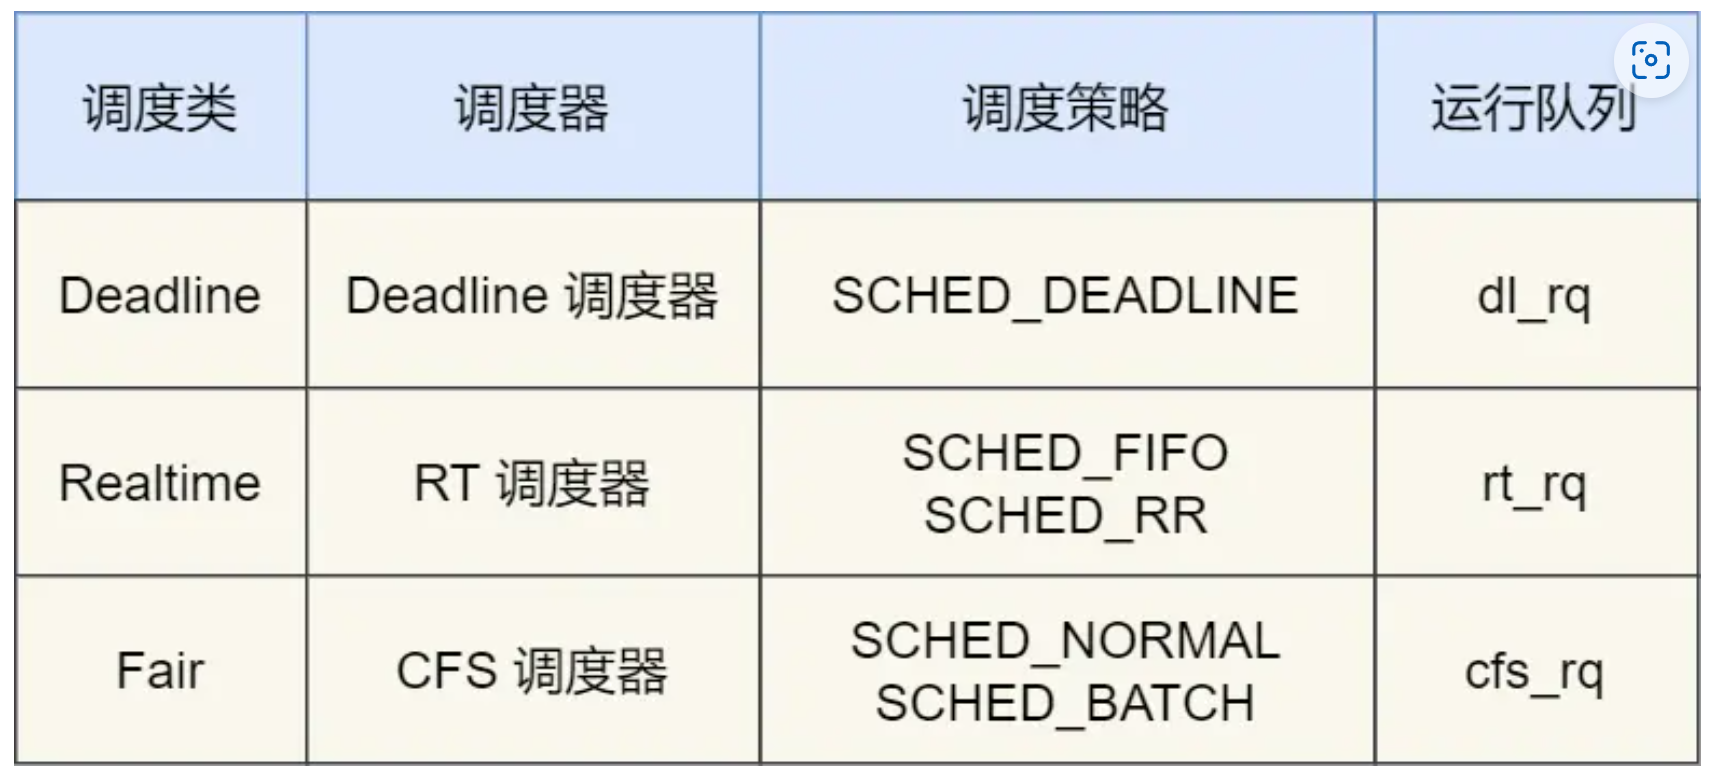 调度类 调度器 调度策略 运行队列
Deadline Deadline 调度器 SCHED_DEADLINE dl_rq
Realtime RT 调度器 SCHED_FIFO rt_rq
SCHED_RR
Fair CFS 调度器 SCHED_NORMAL cfs_rq
SCHED_BATCH